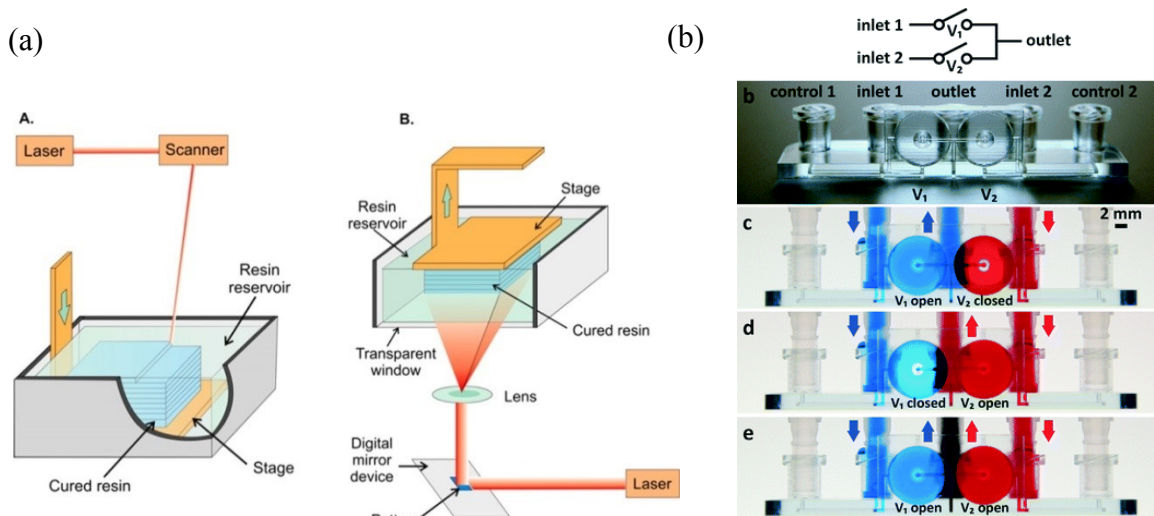 (a)
A.
Laser
Scanner
Resin
reservoir
Cured resin
Stage
B.
Resin
reservoir
Stage
Cured resin
Transparent
window
Lens
Digital
mirror
device
Laser
(b)
inlet 1
V₁
inlet 2
V₂
outlet
b
control 1 inlet 1 outlet inlet 2 control 2
V₁ V₂
c
2 mm
V₁ open V₂ closed
d
V₁ closed V₂ open
e
V₁ open V₂ open